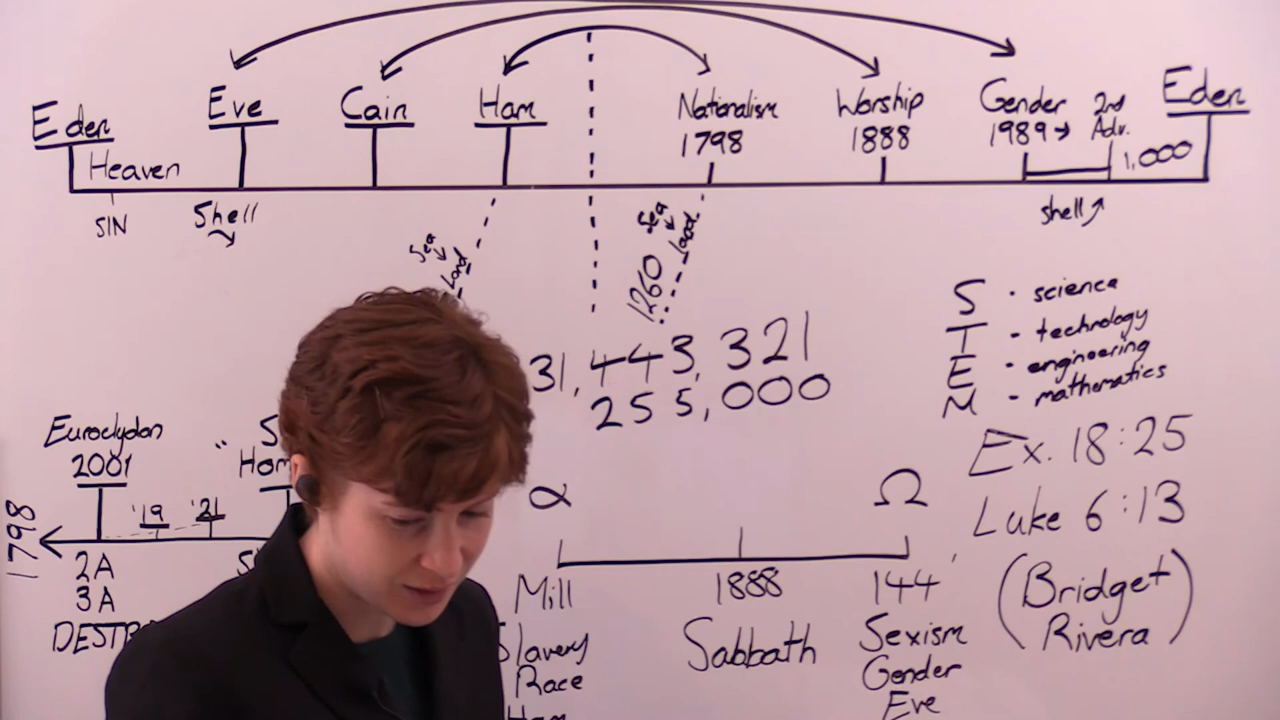 Eden
Heaven
SIN
Eve
Shell
Cain
Ham
Nationalism
1798
Worship
1888
Gender
1989
2nd
Adv.
1,000
Eden
shell
Sea
Land
1260
Sea
Land
31,443,321
255,000
S - science
T - technology
E - engineering
M - mathematics
Ex. 18:25
Luke 6:13
(Bridget
Rivera)
1798
Euroclydon
2001
'19
'21
2A
3A
α
Ω
Mill
1888
144
Slavery
Race
Ham
Sabbath
Sexism
Gender
Eve